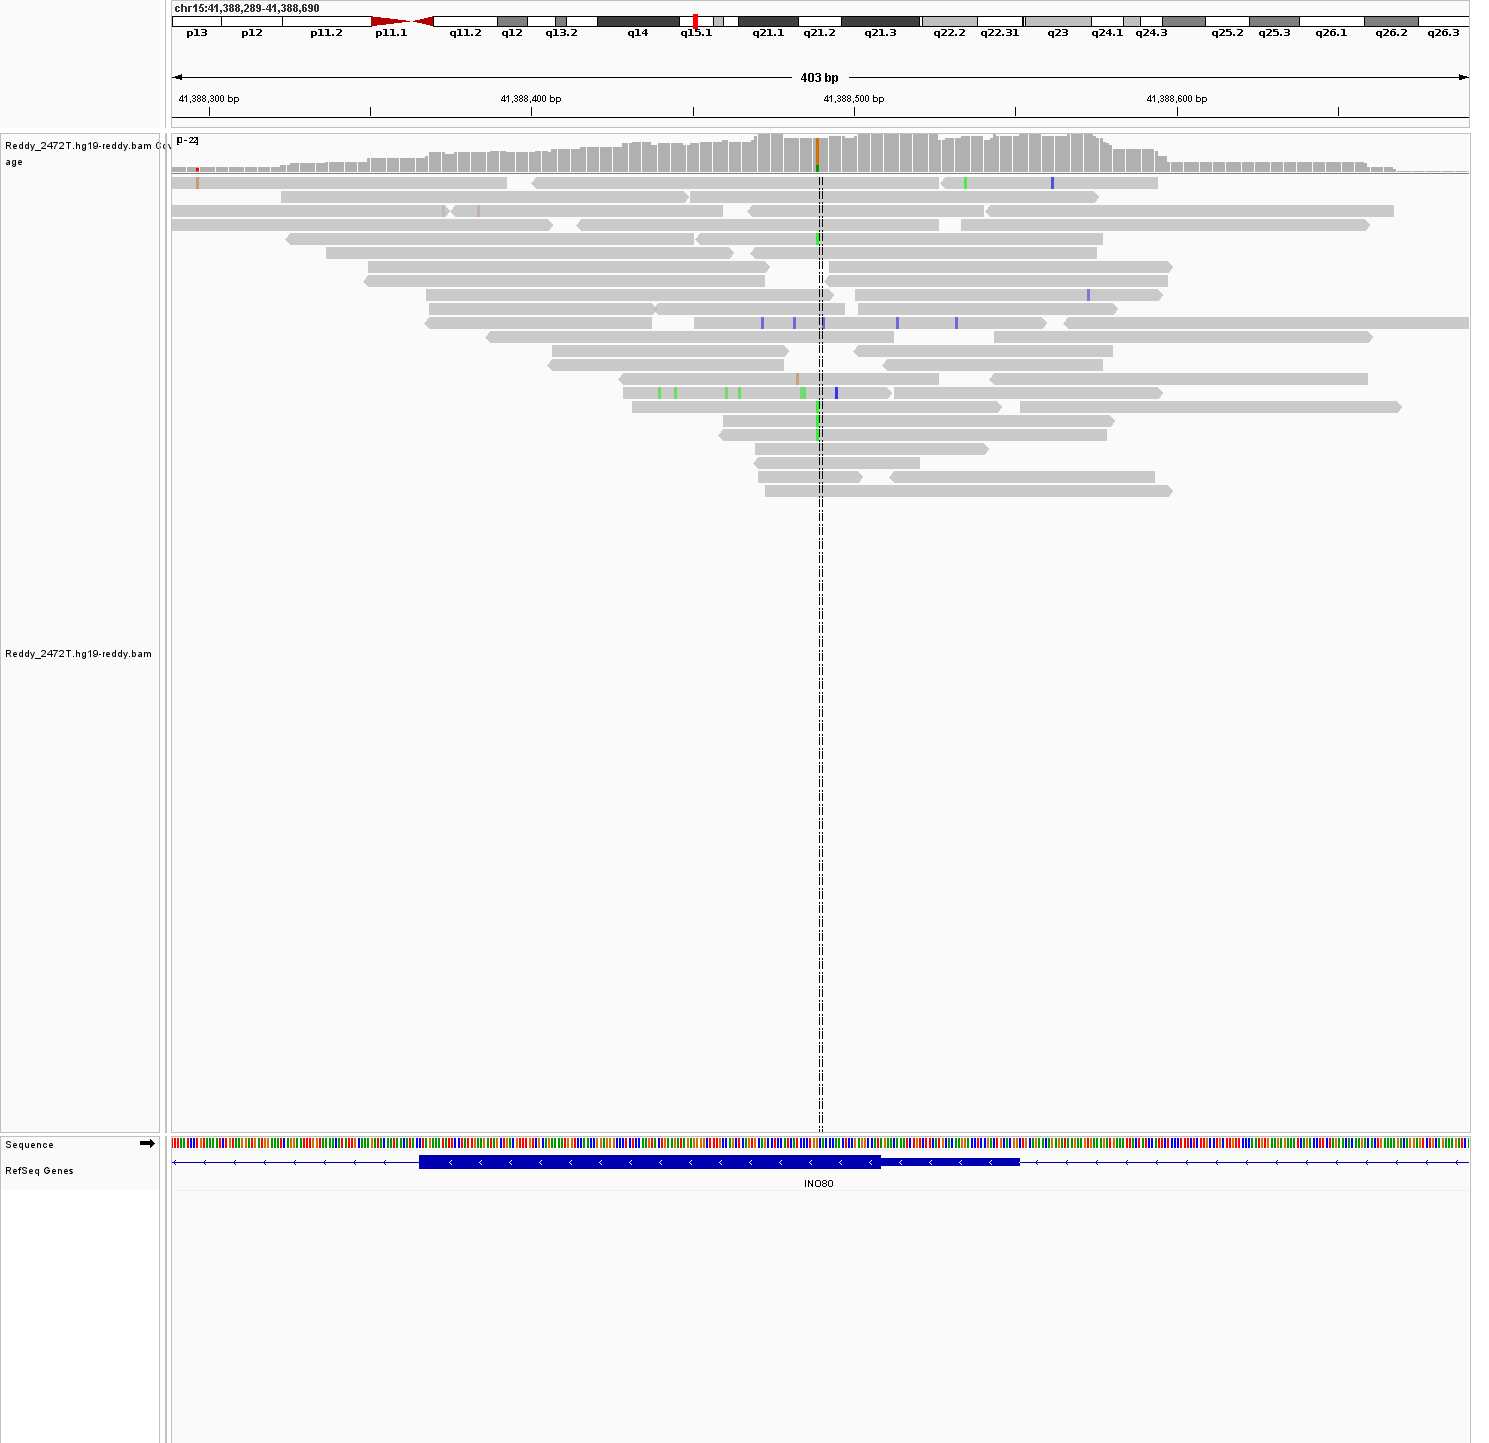 chr15:41,388,289-41,388,690
p13 p12 p11.2 p11.1 q11.2 q12 q13.2 q14 q15.1 q21.1 q21.2 q21.3 q22.2 q22.31 q23 q24.1 q24.3 q25.2 q25.3 q26.1 q26.2 q26.3
403 bp
41,388,300 bp 41,388,400 bp 41,388,500 bp 41,388,600 bp
Reddy_2472T.hg19-reddy.bam Cov
age
[0-22]
Reddy_2472T.hg19-reddy.bam
Sequence
RefSeq Genes
INO80